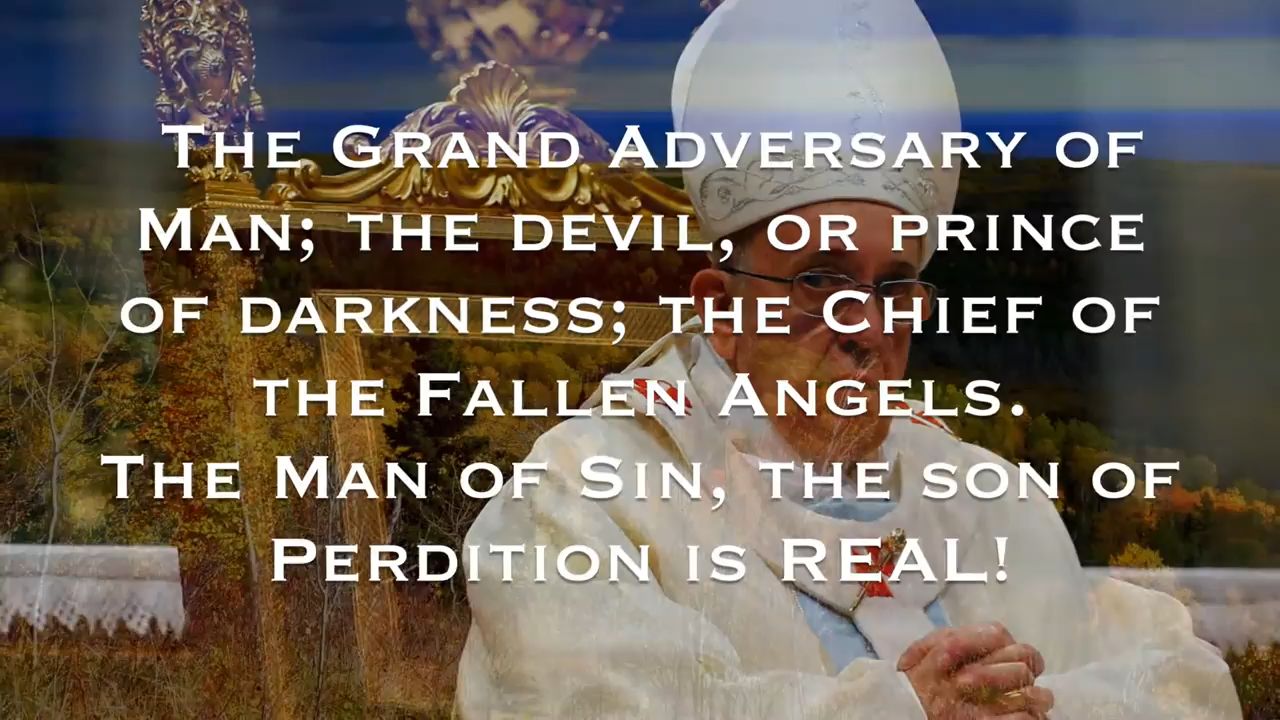 The Grand Adversary of
Man; the devil, or prince
of darkness; the Chief of
the Fallen Angels.
The Man of Sin, the son of
Perdition is REAL!